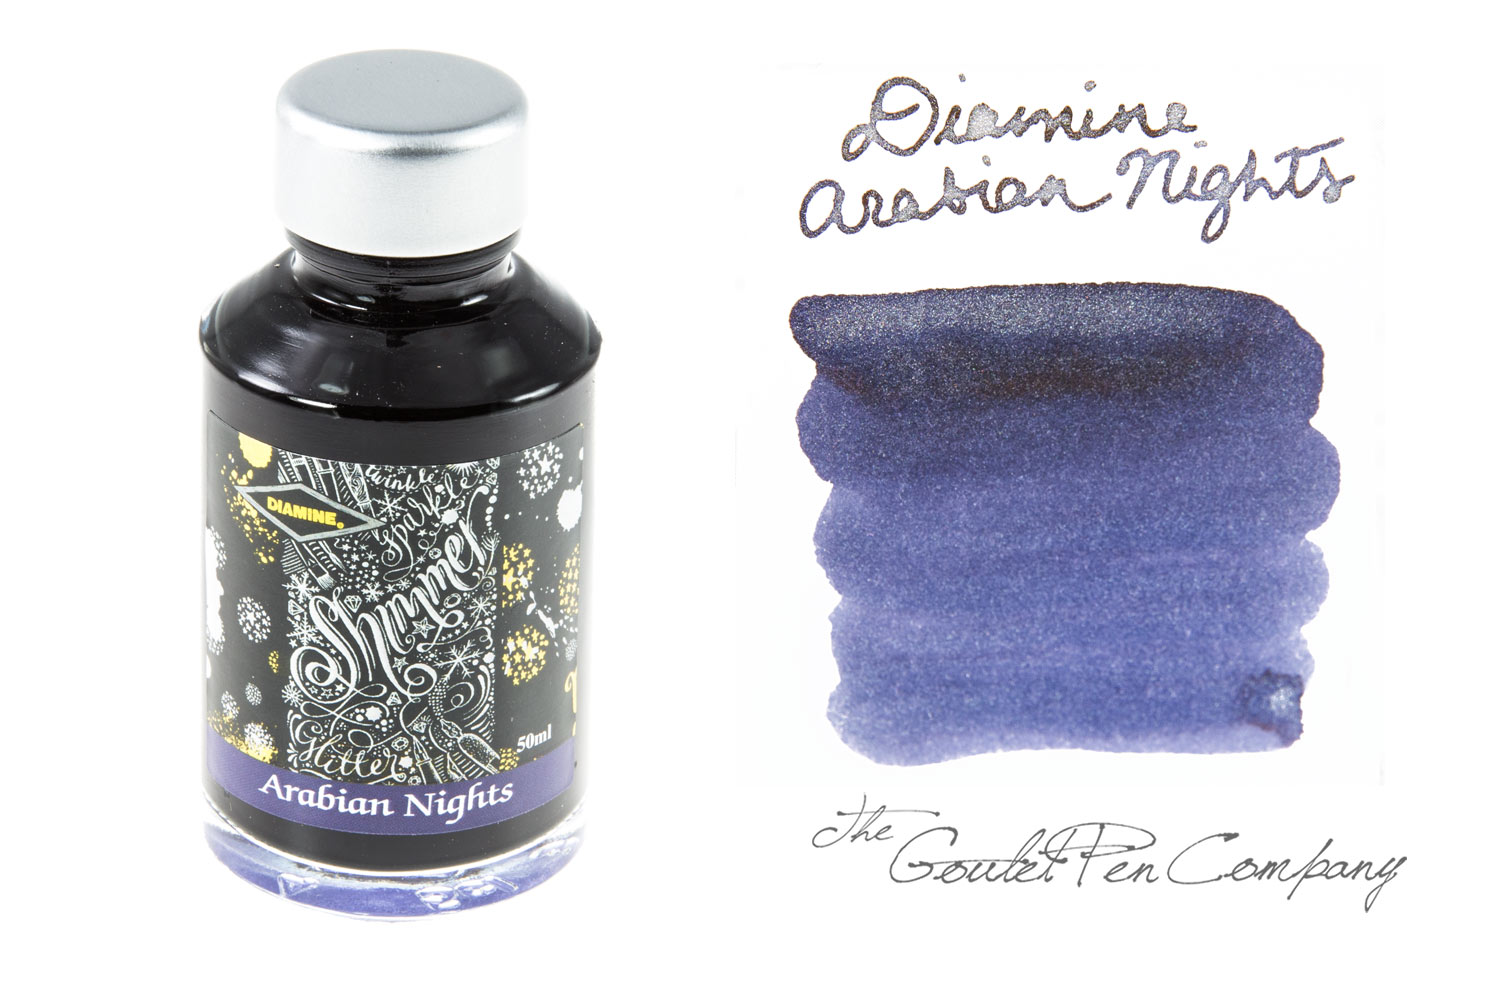 DIAMINE.
twinkle
Sparkle
Shimmer
Glitter
50ml
Arabian Nights
Diamine
Arabian Nights
The
Goulet Pen Company